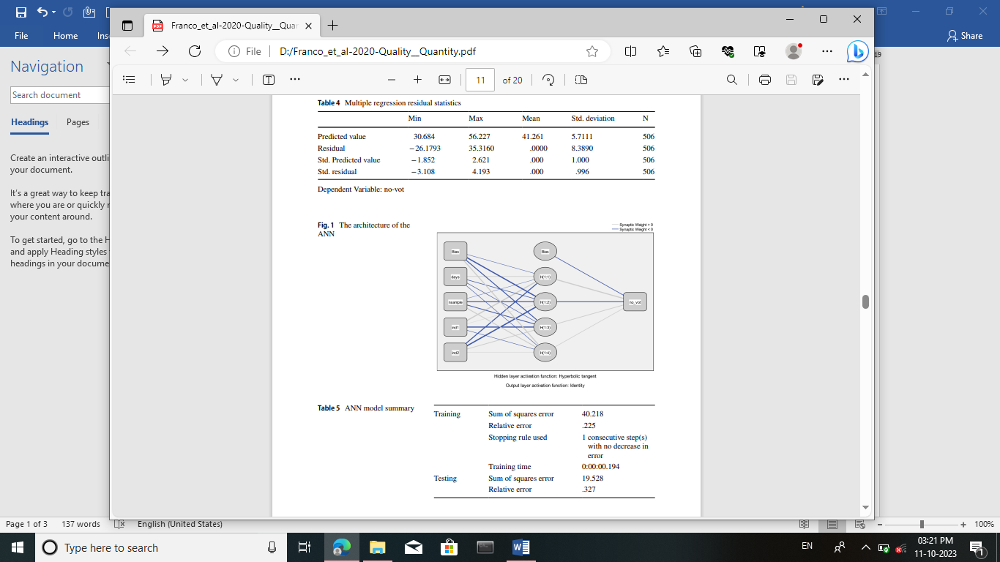 File
Home
Ins
Share
Navigation
Search document
Headings
Pages
Create an interactive outli
your document.
It's a great way to keep tra
where you are or quickly r
your content around.
To get started, go to the H
and apply Heading styles
headings in your docume
Franco_et_al-2020-Quality__Qua
File
D:/Franco_et_al-2020-Quality__Quantity.pdf
11 of 20
19
Table 4 Multiple regression residual statistics
Min Max Mean Std. deviation N
Predicted value 30.684 56.227 41.261 5.7111 506
Residual −26.1793 35.3160 .0000 8.3890 506
Std. Predicted value −1.852 2.621 .000 1.000 506
Std. residual −3.108 4.193 .000 .996 506
Dependent Variable: no-vot
Fig. 1 The architecture of the
ANN
Synaptic Weight > 0
Synaptic Weight < 0
Bias Bias
days H(1:1)
nsample H(1:2) no_vot
ind1 H(1:3)
ind2 H(1:4)
Hidden layer activation function: Hyperbolic tangent
Output layer activation function: Identity
Table 5 ANN model summary
Training Sum of squares error 40.218
Relative error .225
Stopping rule used 1 consecutive step(s)
with no decrease in
error
Training time 0:00:00.194
Testing Sum of squares error 19.528
Relative error .327
Page 1 of 3 137 words English (United States) 100%
Type here to search
EN
03:21 PM
11-10-2023
1